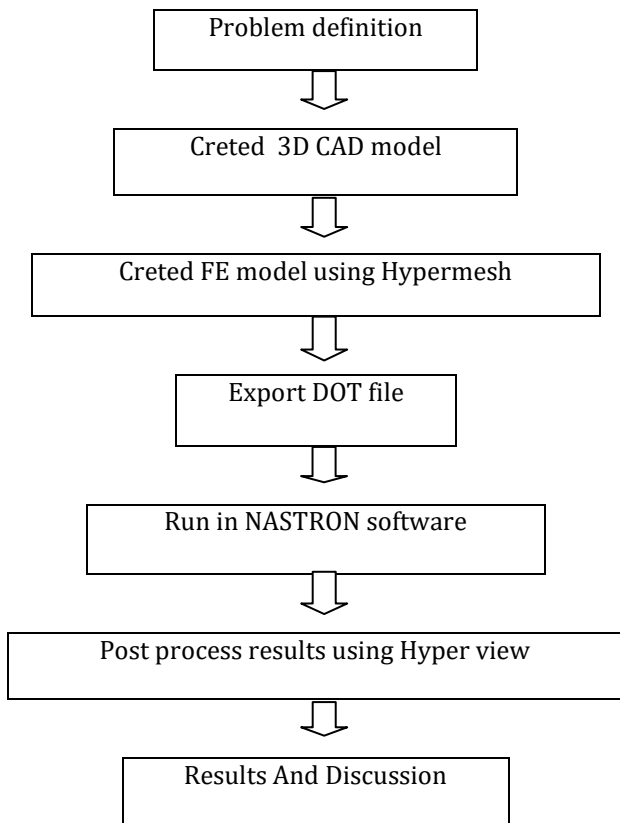 Problem definition
Creted 3D CAD model
Creted FE model using Hypermesh
Export DOT file
Run in NASTRON software
Post process results using Hyper view
Results And Discussion